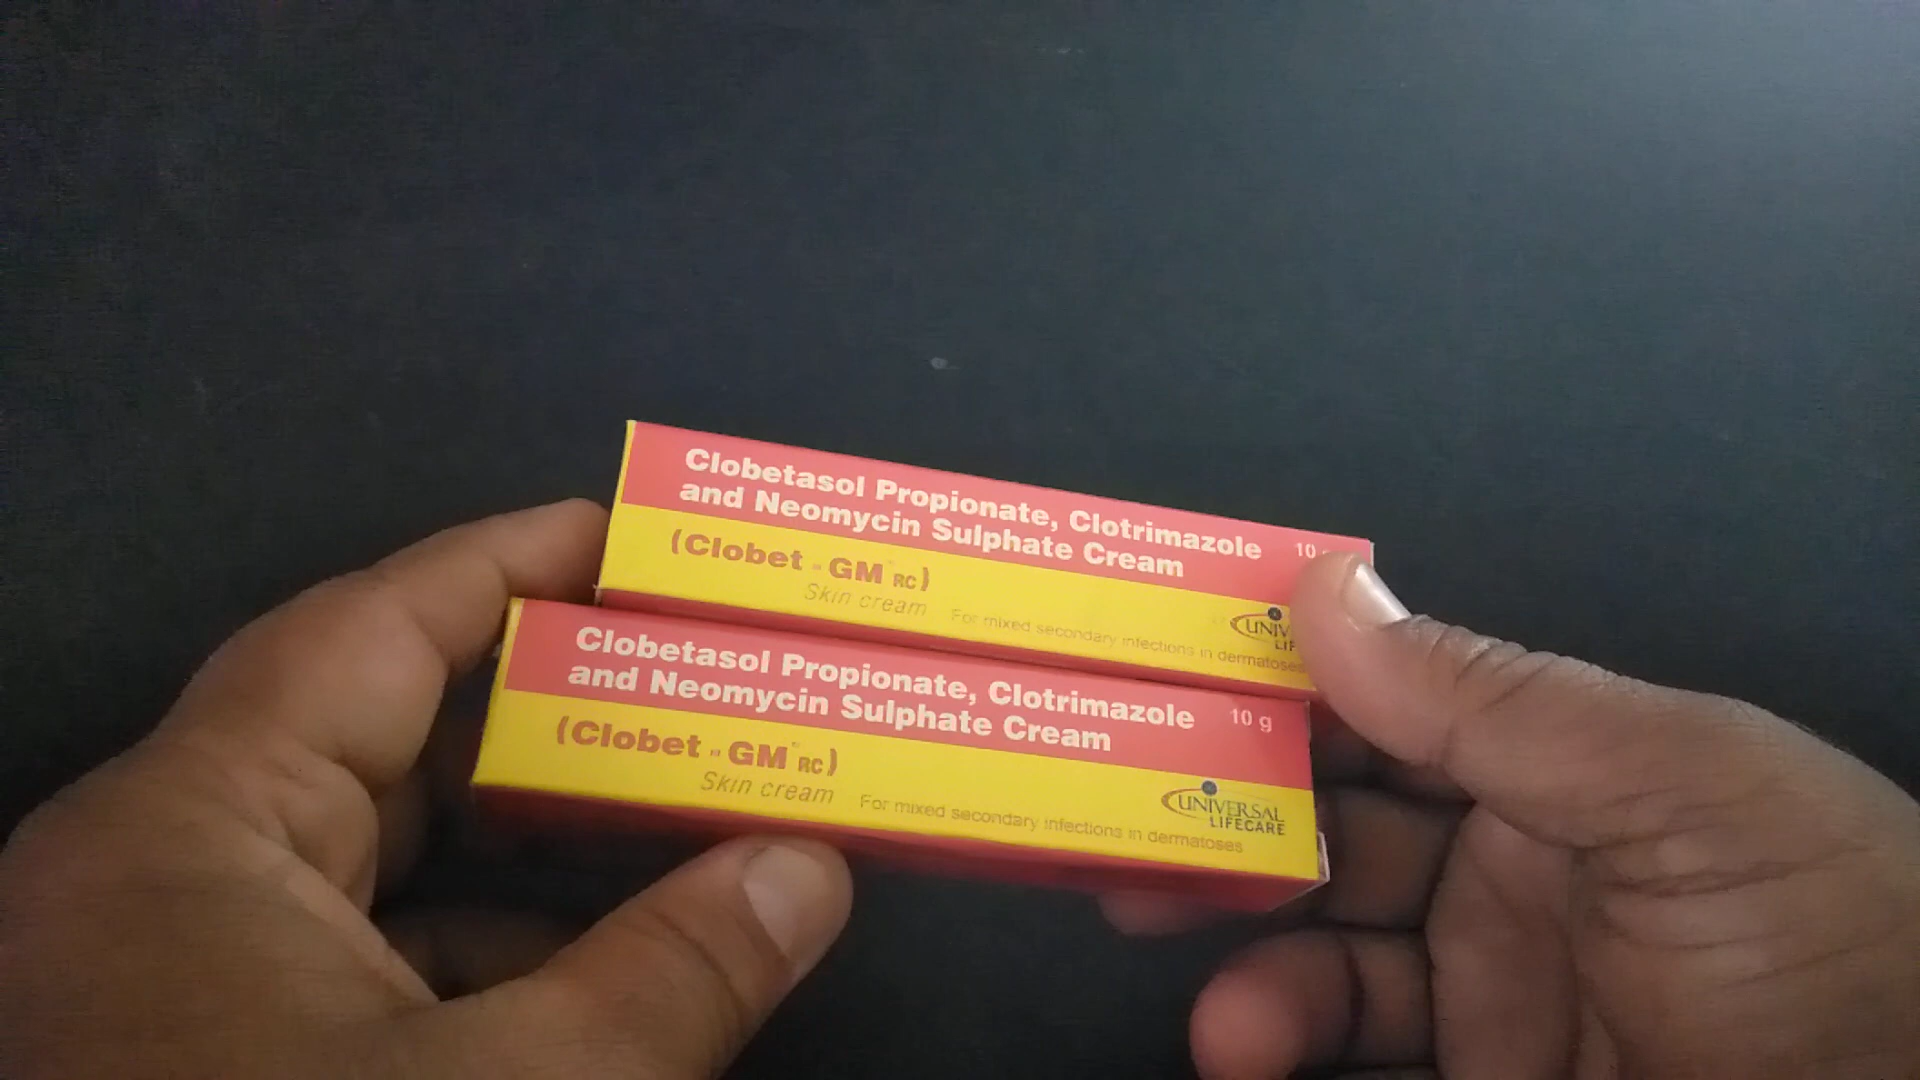 Clobetasol Propionate, Clotrimazole
and Neomycin Sulphate Cream
10
(Clobet - GM RC)
Skin cream
For mixed secondary infections in dermatoses
Clobetasol Propionate, Clotrimazole
and Neomycin Sulphate Cream
10 g
(Clobet - GM RC)
Skin cream
For mixed secondary infections in dermatoses
UNIVERSAL
LIFECARE